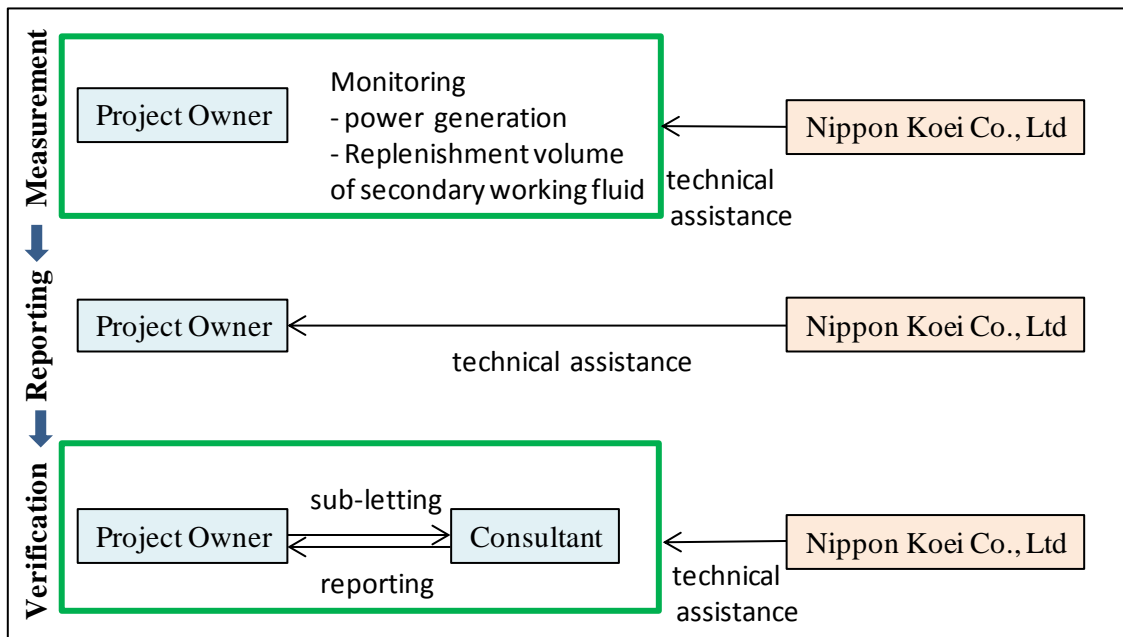 Measurement
Project Owner
Monitoring
- power generation
- Replenishment volume
of secondary working fluid
Nippon Koei Co., Ltd
technical
assistance
Reporting
Project Owner
Nippon Koei Co., Ltd
technical assistance
Verification
Project Owner
sub-letting
Consultant
reporting
Nippon Koei Co., Ltd
technical
assistance